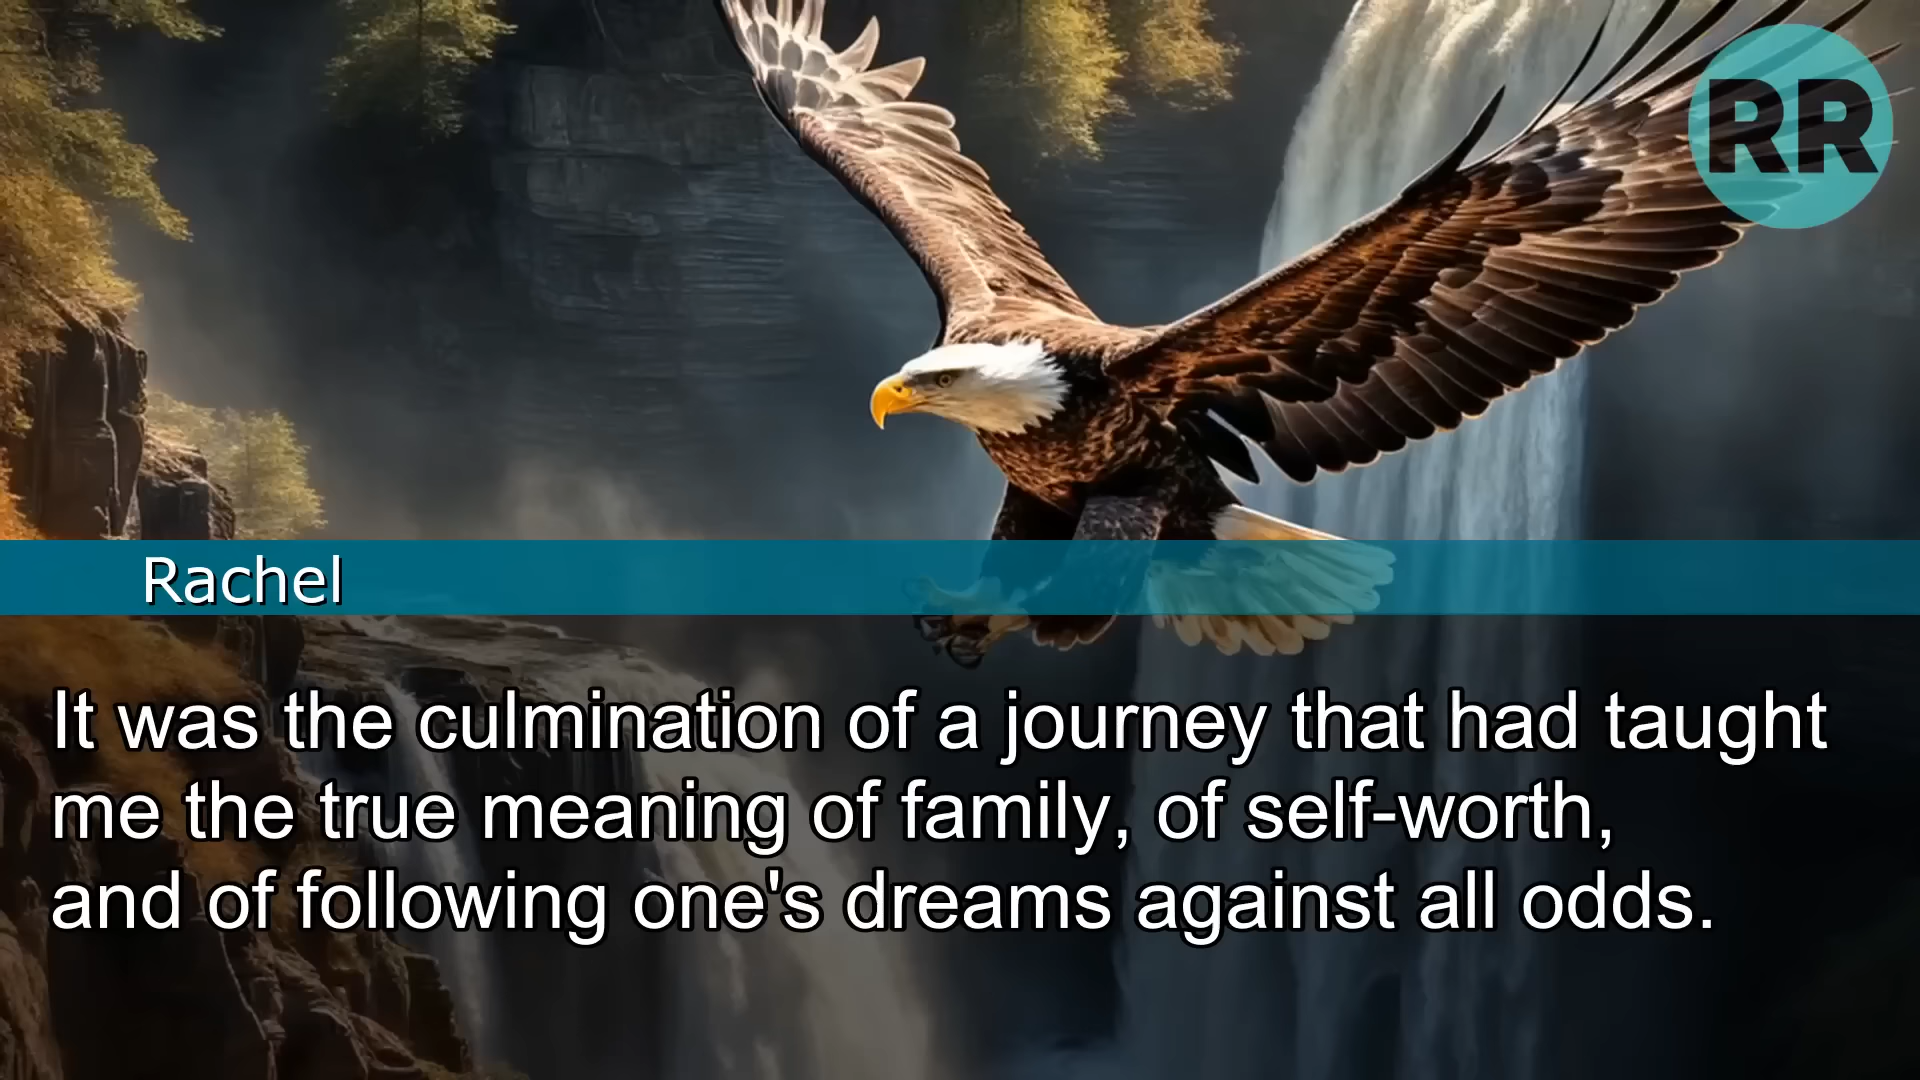 RR
Rachel
It was the culmination of a journey that had taught
me the true meaning of family, of self-worth,
and of following one's dreams against all odds.